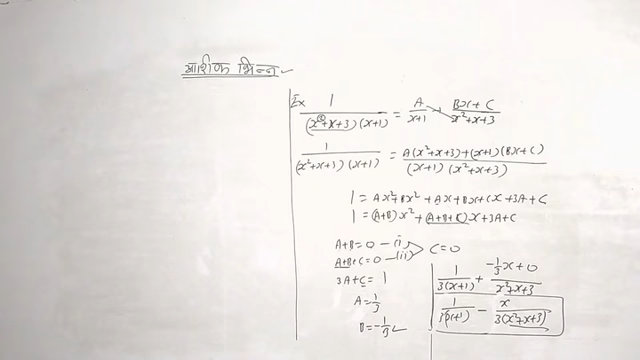 आंशिक भिन्न
Ex 1/((x²+x+3)(x+1)) = A/(x+1) + (Bx+C)/(x²+x+3)
1/((x²+x+3)(x+1)) = (A(x²+x+3)+(x+1)(Bx+C))/((x+1)(x²+x+3))
1 = Ax²+Bx²+Ax+Bx+Cx+3A+C
1 = (A+B)x²+(A+B+C)x+3A+C
A+B=0 —(i)
A+B+C=0 —(ii)
C=0
3A+C=1
A=1/3
B=-1/3
1/(3(x+1)) + (-1/3x+0)/(x²+x+3)
1/(3(x+1)) - x/(3(x²+x+3))